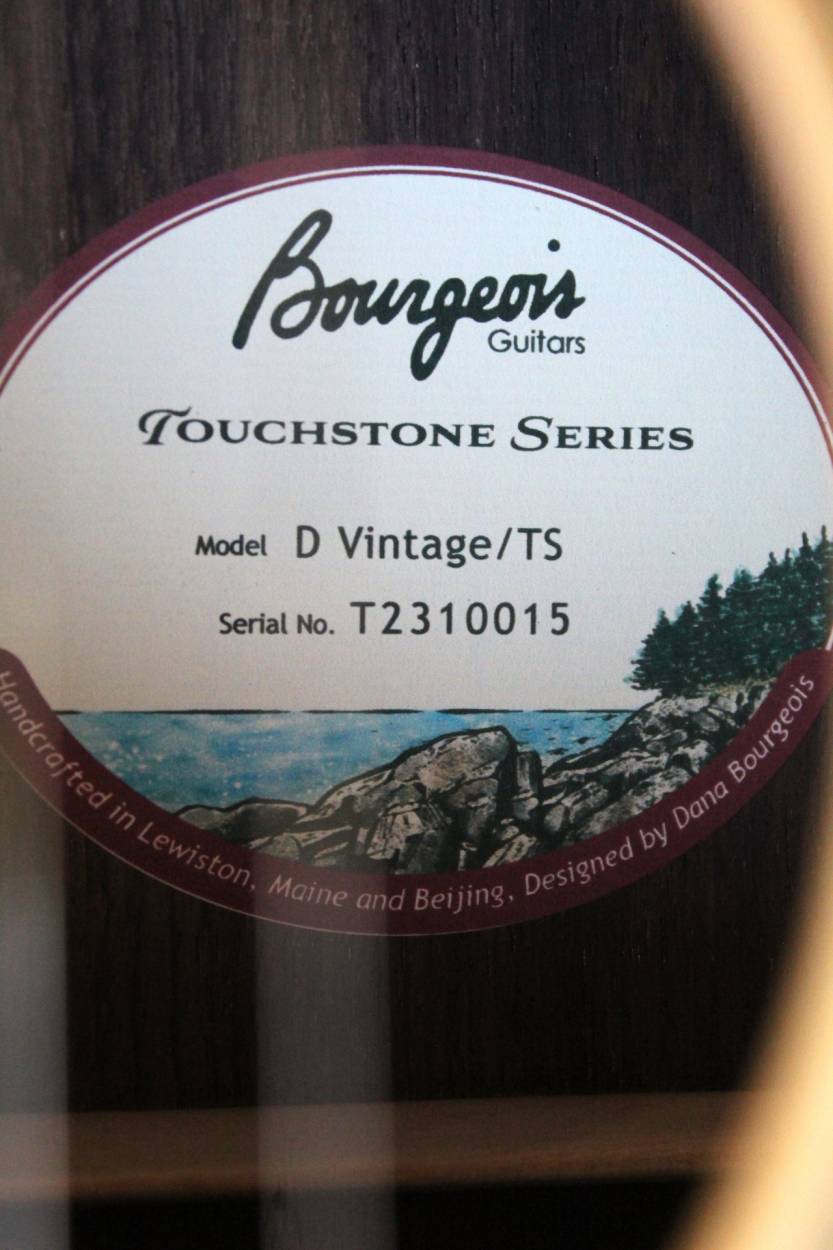 Bourgeois
Guitars
Touchstone Series
Model D Vintage/TS
Serial No. T2310015
Handcrafted in Lewiston, Maine and Beijing, Designed by Dana Bourgeois